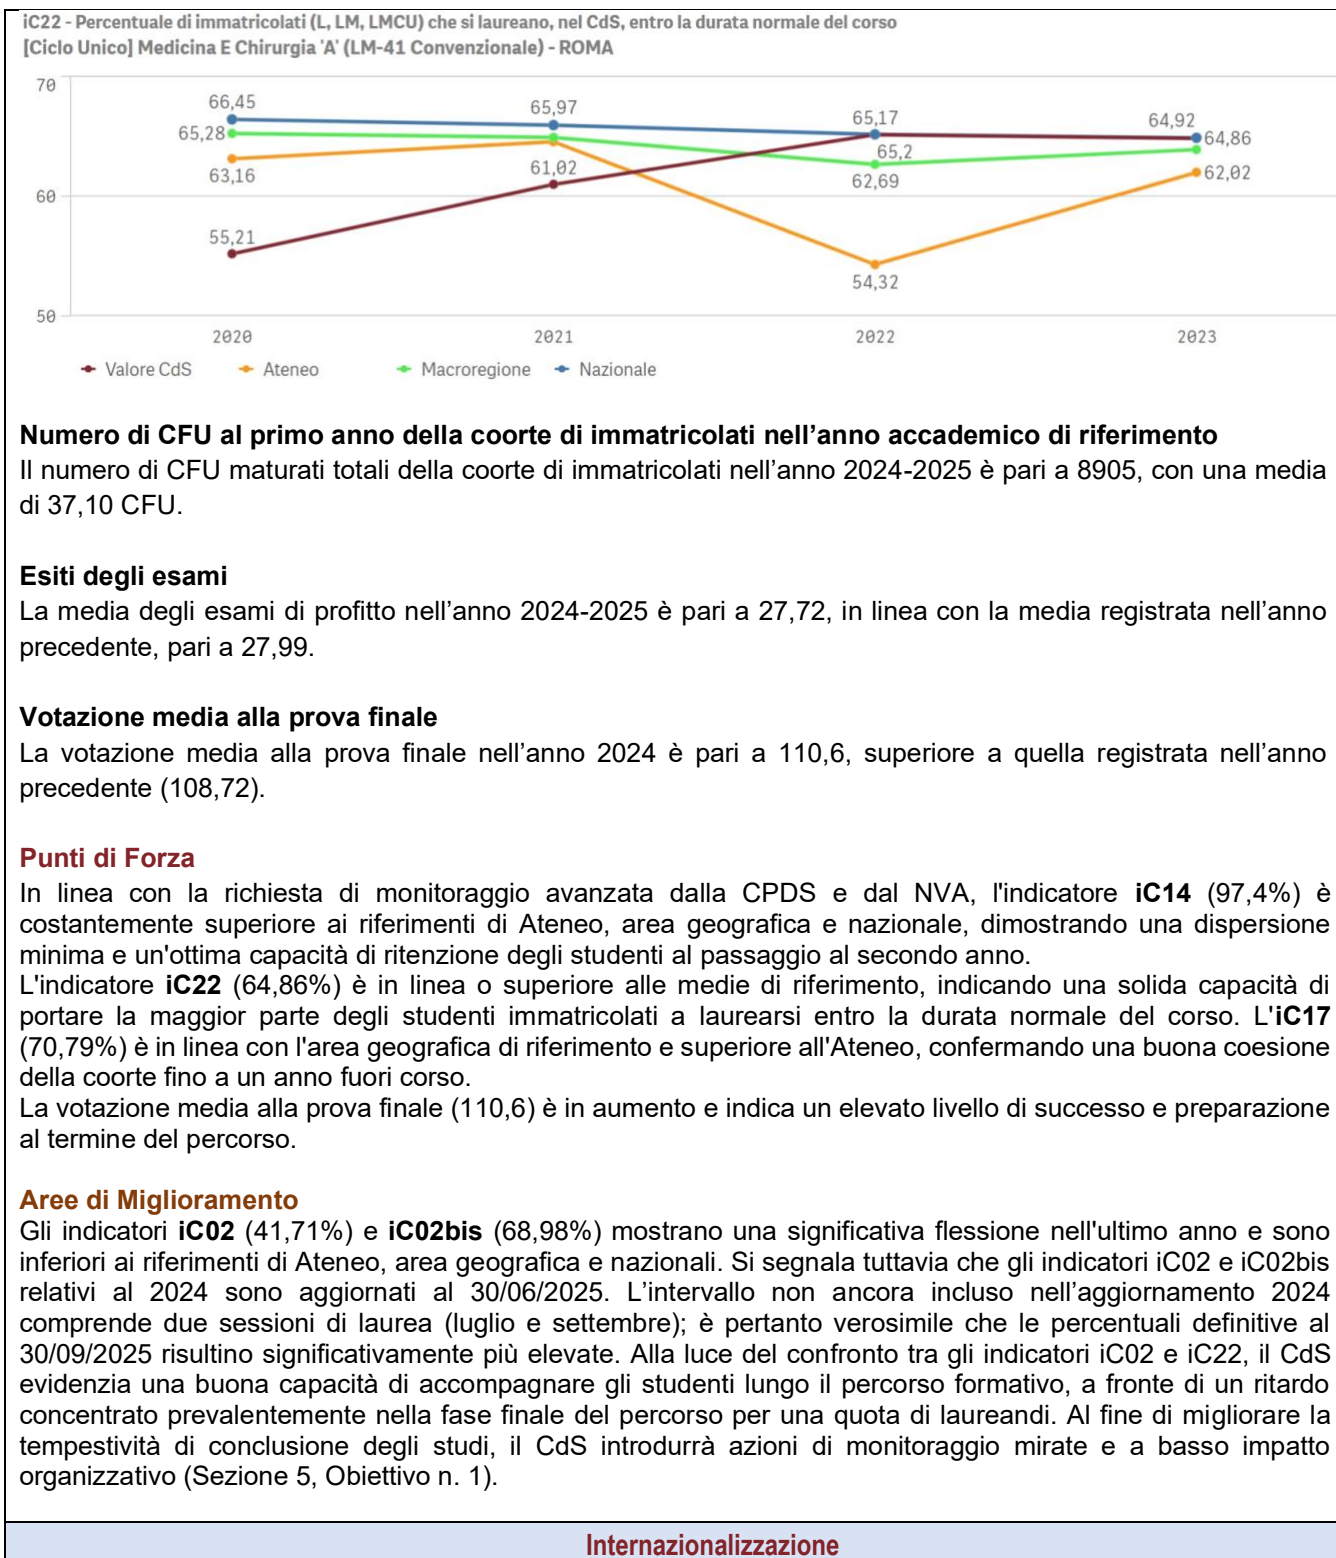 iC22 - Percentuale di immatricolati (L, LM, LMCU) che si laureano, nel CdS, entro la durata normale del corso
[Ciclo Unico] Medicina E Chirurgia 'A' (LM-41 Convenzionale) - ROMA
70
66,45
65,97
65,17
64,92
65,28
64,86
65,2
63,16
61,02
62,69
62,02
60
55,21
54,32
50
2020 2021 2022 2023
Valore CdS Ateneo Macroregione Nazionale
Numero di CFU al primo anno della coorte di immatricolati nell’anno accademico di riferimento
Il numero di CFU maturati totali della coorte di immatricolati nell’anno 2024-2025 è pari a 8905, con una media
di 37,10 CFU.
Esiti degli esami
La media degli esami di profitto nell’anno 2024-2025 è pari a 27,72, in linea con la media registrata nell’anno
precedente, pari a 27,99.
Votazione media alla prova finale
La votazione media alla prova finale nell’anno 2024 è pari a 110,6, superiore a quella registrata nell’anno
precedente (108,72).
Punti di Forza
In linea con la richiesta di monitoraggio avanzata dalla CPDS e dal NVA, l'indicatore iC14 (97,4%) è
costantemente superiore ai riferimenti di Ateneo, area geografica e nazionale, dimostrando una dispersione
minima e un'ottima capacità di ritenzione degli studenti al passaggio al secondo anno.
L'indicatore iC22 (64,86%) è in linea o superiore alle medie di riferimento, indicando una solida capacità di
portare la maggior parte degli studenti immatricolati a laurearsi entro la durata normale del corso. L'iC17
(70,79%) è in linea con l'area geografica di riferimento e superiore all'Ateneo, confermando una buona coesione
della coorte fino a un anno fuori corso.
La votazione media alla prova finale (110,6) è in aumento e indica un elevato livello di successo e preparazione
al termine del percorso.
Aree di Miglioramento
Gli indicatori iC02 (41,71%) e iC02bis (68,98%) mostrano una significativa flessione nell'ultimo anno e sono
inferiori ai riferimenti di Ateneo, area geografica e nazionali. Si segnala tuttavia che gli indicatori iC02 e iC02bis
relativi al 2024 sono aggiornati al 30/06/2025. L’intervallo non ancora incluso nell’aggiornamento 2024
comprende due sessioni di laurea (luglio e settembre); è pertanto verosimile che le percentuali definitive al
30/09/2025 risultino significativamente più elevate. Alla luce del confronto tra gli indicatori iC02 e iC22, il CdS
evidenzia una buona capacità di accompagnare gli studenti lungo il percorso formativo, a fronte di un ritardo
concentrato prevalentemente nella fase finale del percorso per una quota di laureandi. Al fine di migliorare la
tempestività di conclusione degli studi, il CdS introdurrà azioni di monitoraggio mirate e a basso impatto
organizzativo (Sezione 5, Obiettivo n. 1).
Internazionalizzazione